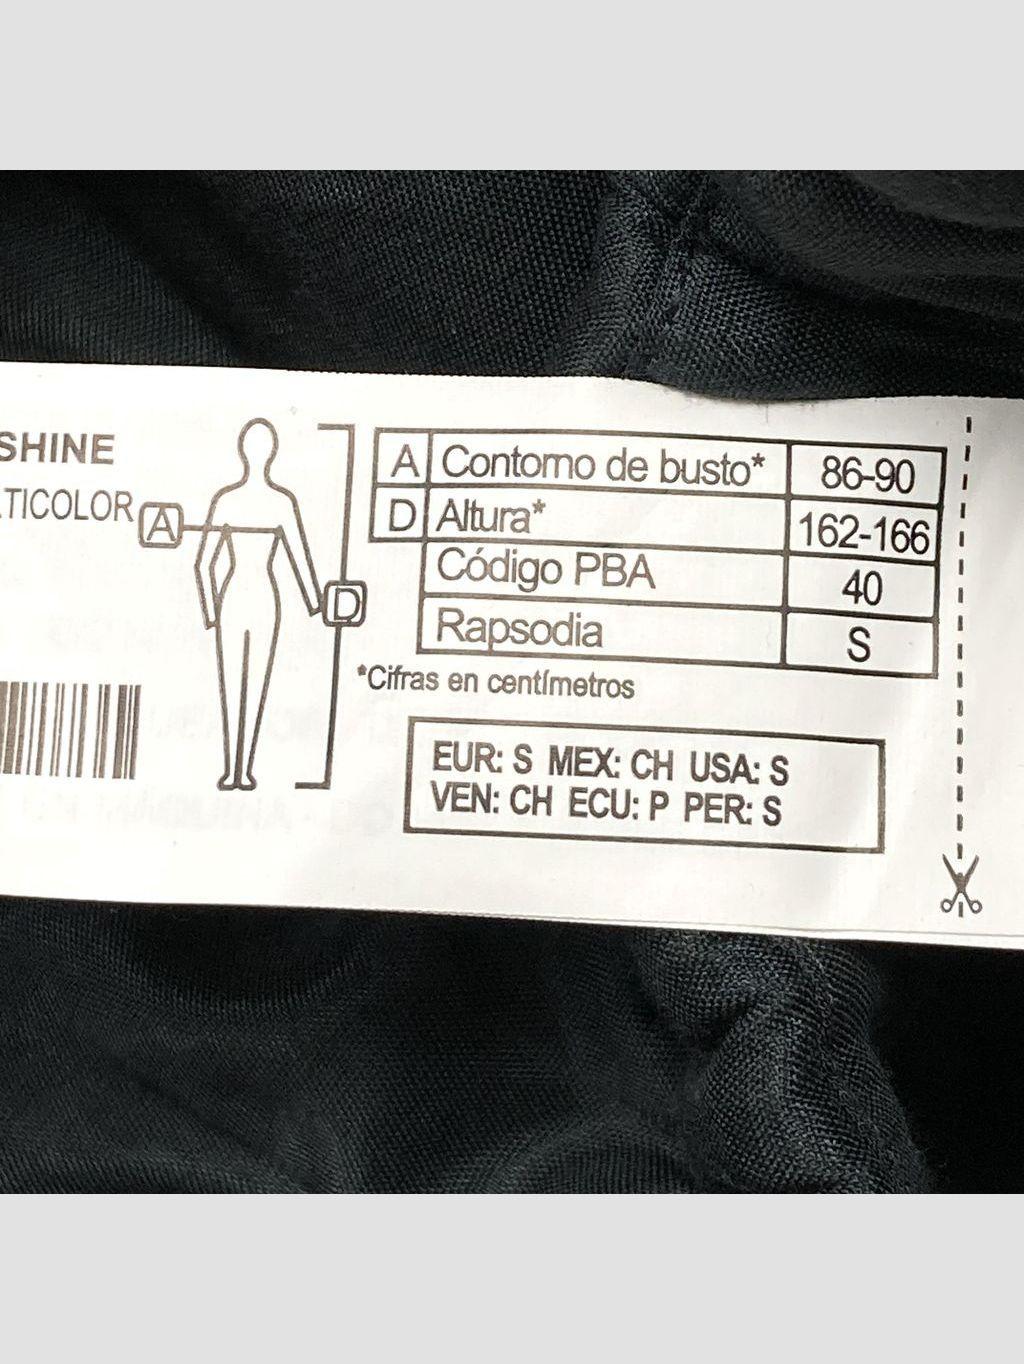 SHINE
LTICOLOR
A
D
A Contorno de busto* 86-90
D Altura* 162-166
Código PBA 40
Rapsodia S
*Cifras en centímetros
EUR: S MEX: CH USA: S
VEN: CH ECU: P PER: S